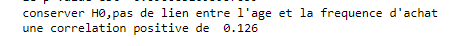 conserver H0,pas de lien entre l'age et la frequence d'achat
une correlation positive de  0.126